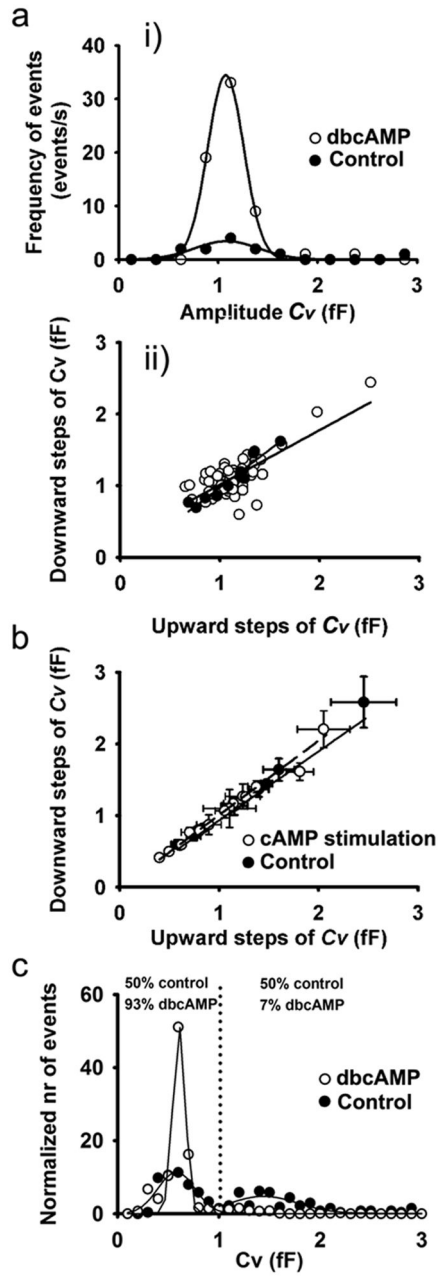 a
i)
Frequency of events
(events/s)
40
30
20
10
0
dbcAMP
Control
0
1
2
3
Amplitude Cv (fF)
ii)
Downward steps of Cv (fF)
3
2
1
0
0
1
2
3
Upward steps of Cv (fF)
b
Downward steps of Cv (fF)
3
2
1
0
cAMP stimulation
Control
0
1
2
3
Upward steps of Cv (fF)
c
50% control
93% dbcAMP
50% control
7% dbcAMP
Normalized nr of events
60
40
20
0
dbcAMP
Control
0
1
2
3
Cv (fF)